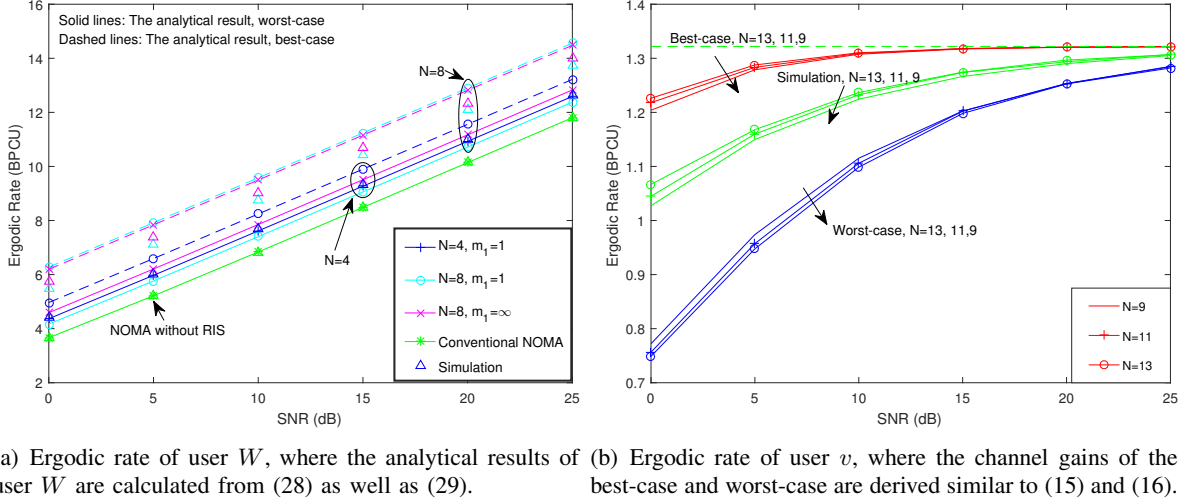 Solid lines: The analytical result, worst-case
Dashed lines: The analytical result, best-case
16
14
12
10
8
6
4
2
Ergodic Rate (BPCU)
N=8
N=4
NOMA without RIS
N=4, m1=1
N=8, m1=1
N=8, m1=∞
Conventional NOMA
Simulation
0 5 10 15 20 25
SNR (dB)
1.4
1.3
1.2
1.1
1
0.9
0.8
0.7
Ergodic Rate (BPCU)
Best-case, N=13, 11,9
Simulation, N=13, 11, 9
Worst-case, N=13, 11,9
N=9
N=11
N=13
0 5 10 15 20 25
SNR (dB)
a) Ergodic rate of user W, where the analytical results of
user W are calculated from (28) as well as (29).
(b) Ergodic rate of user v, where the channel gains of the
best-case and worst-case are derived similar to (15) and (16).